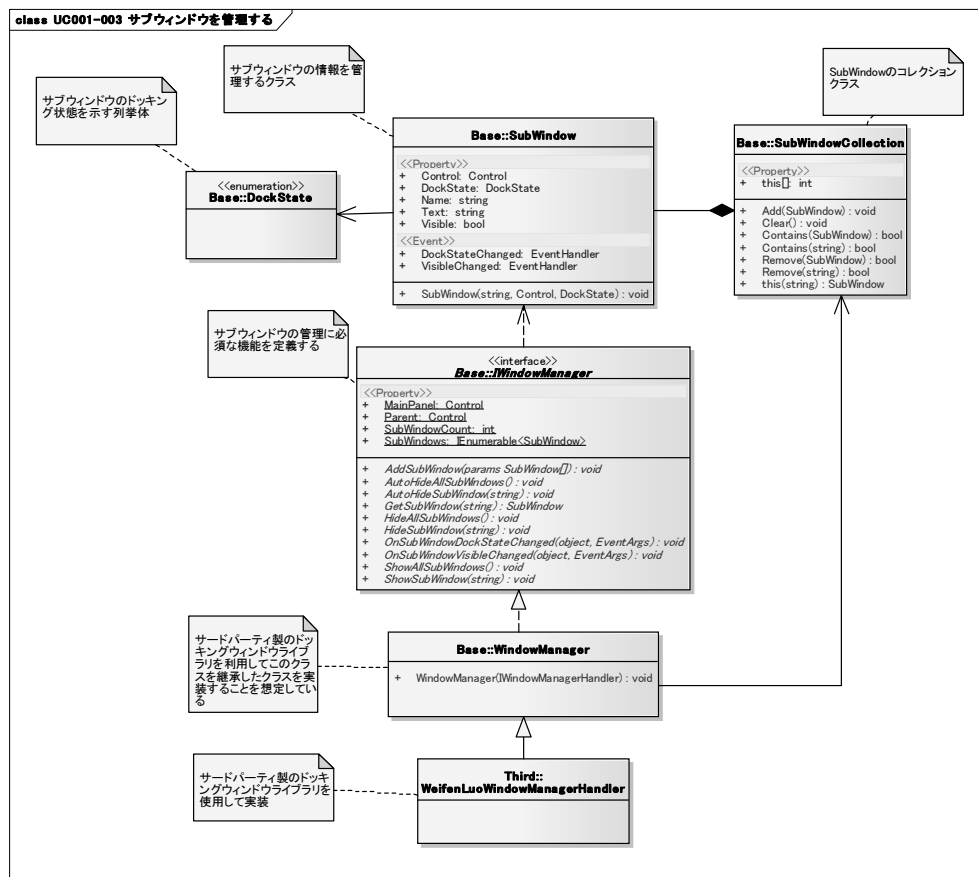 class UC001-003 サブウィンドウを管理する
サブウィンドウの情報を管
理するクラス
SubWindowのコレクション
クラス
サブウィンドウのドッキン
グ状態を示す列挙体
Base::SubWindow
<<Property>>
+ Control: Control
+ DockState: DockState
+ Name: string
+ Text: string
+ Visible: bool
<<Event>>
+ DockStateChanged: EventHandler
+ VisibleChanged: EventHandler
+ SubWindow(string, Control, DockState) : void
Base::SubWindowCollection
<<Property>>
+ this[]: int
+ Add(SubWindow) : void
+ Clear() : void
+ Contains(SubWindow) : bool
+ Contains(string) : bool
+ Remove(SubWindow) : bool
+ Remove(string) : bool
+ this(string) : SubWindow
<<enumeration>>
Base::DockState
サブウィンドウの管理に必
須な機能を定義する
<<interface>>
Base::IWindowManager
<<Property>>
+ MainPanel: Control
+ Parent: Control
+ SubWindowCount: int
+ SubWindows: IEnumerable<SubWindow>
+ AddSubWindow(params SubWindow[]) : void
+ AutoHideAllSubWindows() : void
+ AutoHideSubWindow(string) : void
+ GetSubWindow(string) : SubWindow
+ HideAllSubWindows() : void
+ HideSubWindow(string) : void
+ OnSubWindowDockStateChanged(object, EventArgs) : void
+ OnSubWindowVisibleChanged(object, EventArgs) : void
+ ShowAllSubWindows() : void
+ ShowSubWindow(string) : void
サードパーティ製のドッ
キングウィンドウライブ
ラリを利用してこのクラ
スを継承したクラスを実
装することを想定してい
る
Base::WindowManager
+ WindowManager(IWindowManagerHandler) : void
サードパーティ製のドッキ
ングウィンドウライブラリを
使用して実装
Third::
WeifenLuoWindowManagerHandler